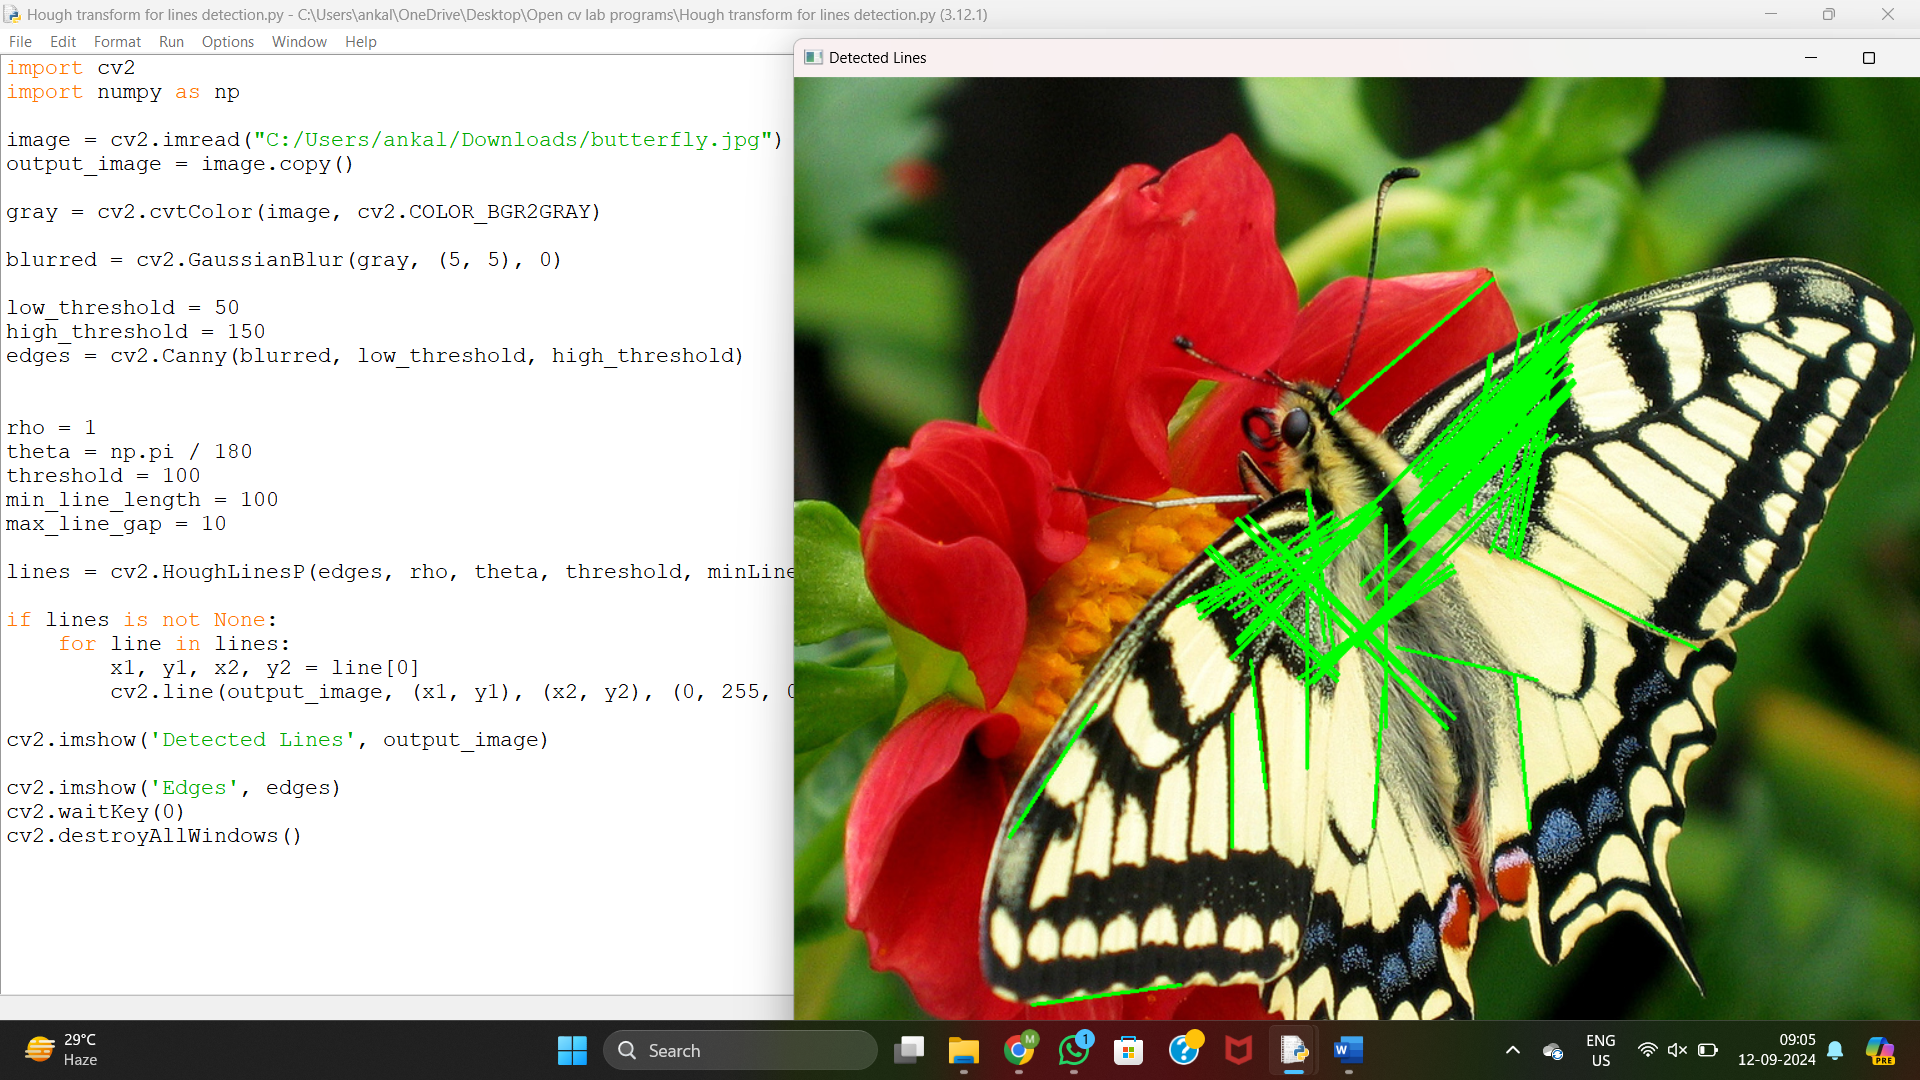 Hough transform for lines detection.py - C:\Users\ankal\OneDrive\Desktop\Open cv lab programs\Hough transform for lines detection.py (3.12.1)
File Edit Format Run Options Window Help
import cv2
import numpy as np
image = cv2.imread("C:/Users/ankal/Downloads/butterfly.jpg")
output_image = image.copy()
gray = cv2.cvtColor(image, cv2.COLOR_BGR2GRAY)
blurred = cv2.GaussianBlur(gray, (5, 5), 0)
low_threshold = 50
high_threshold = 150
edges = cv2.Canny(blurred, low_threshold, high_threshold)
rho = 1
theta = np.pi / 180
threshold = 100
min_line_length = 100
max_line_gap = 10
lines = cv2.HoughLinesP(edges, rho, theta, threshold, minLine
if lines is not None:
    for line in lines:
        x1, y1, x2, y2 = line[0]
        cv2.line(output_image, (x1, y1), (x2, y2), (0, 255, 0
cv2.imshow('Detected Lines', output_image)
cv2.imshow('Edges', edges)
cv2.waitKey(0)
cv2.destroyAllWindows()
Detected Lines
29°C
Haze
Search
M
1
W
PRE
ENG
US
09:05
12-09-2024